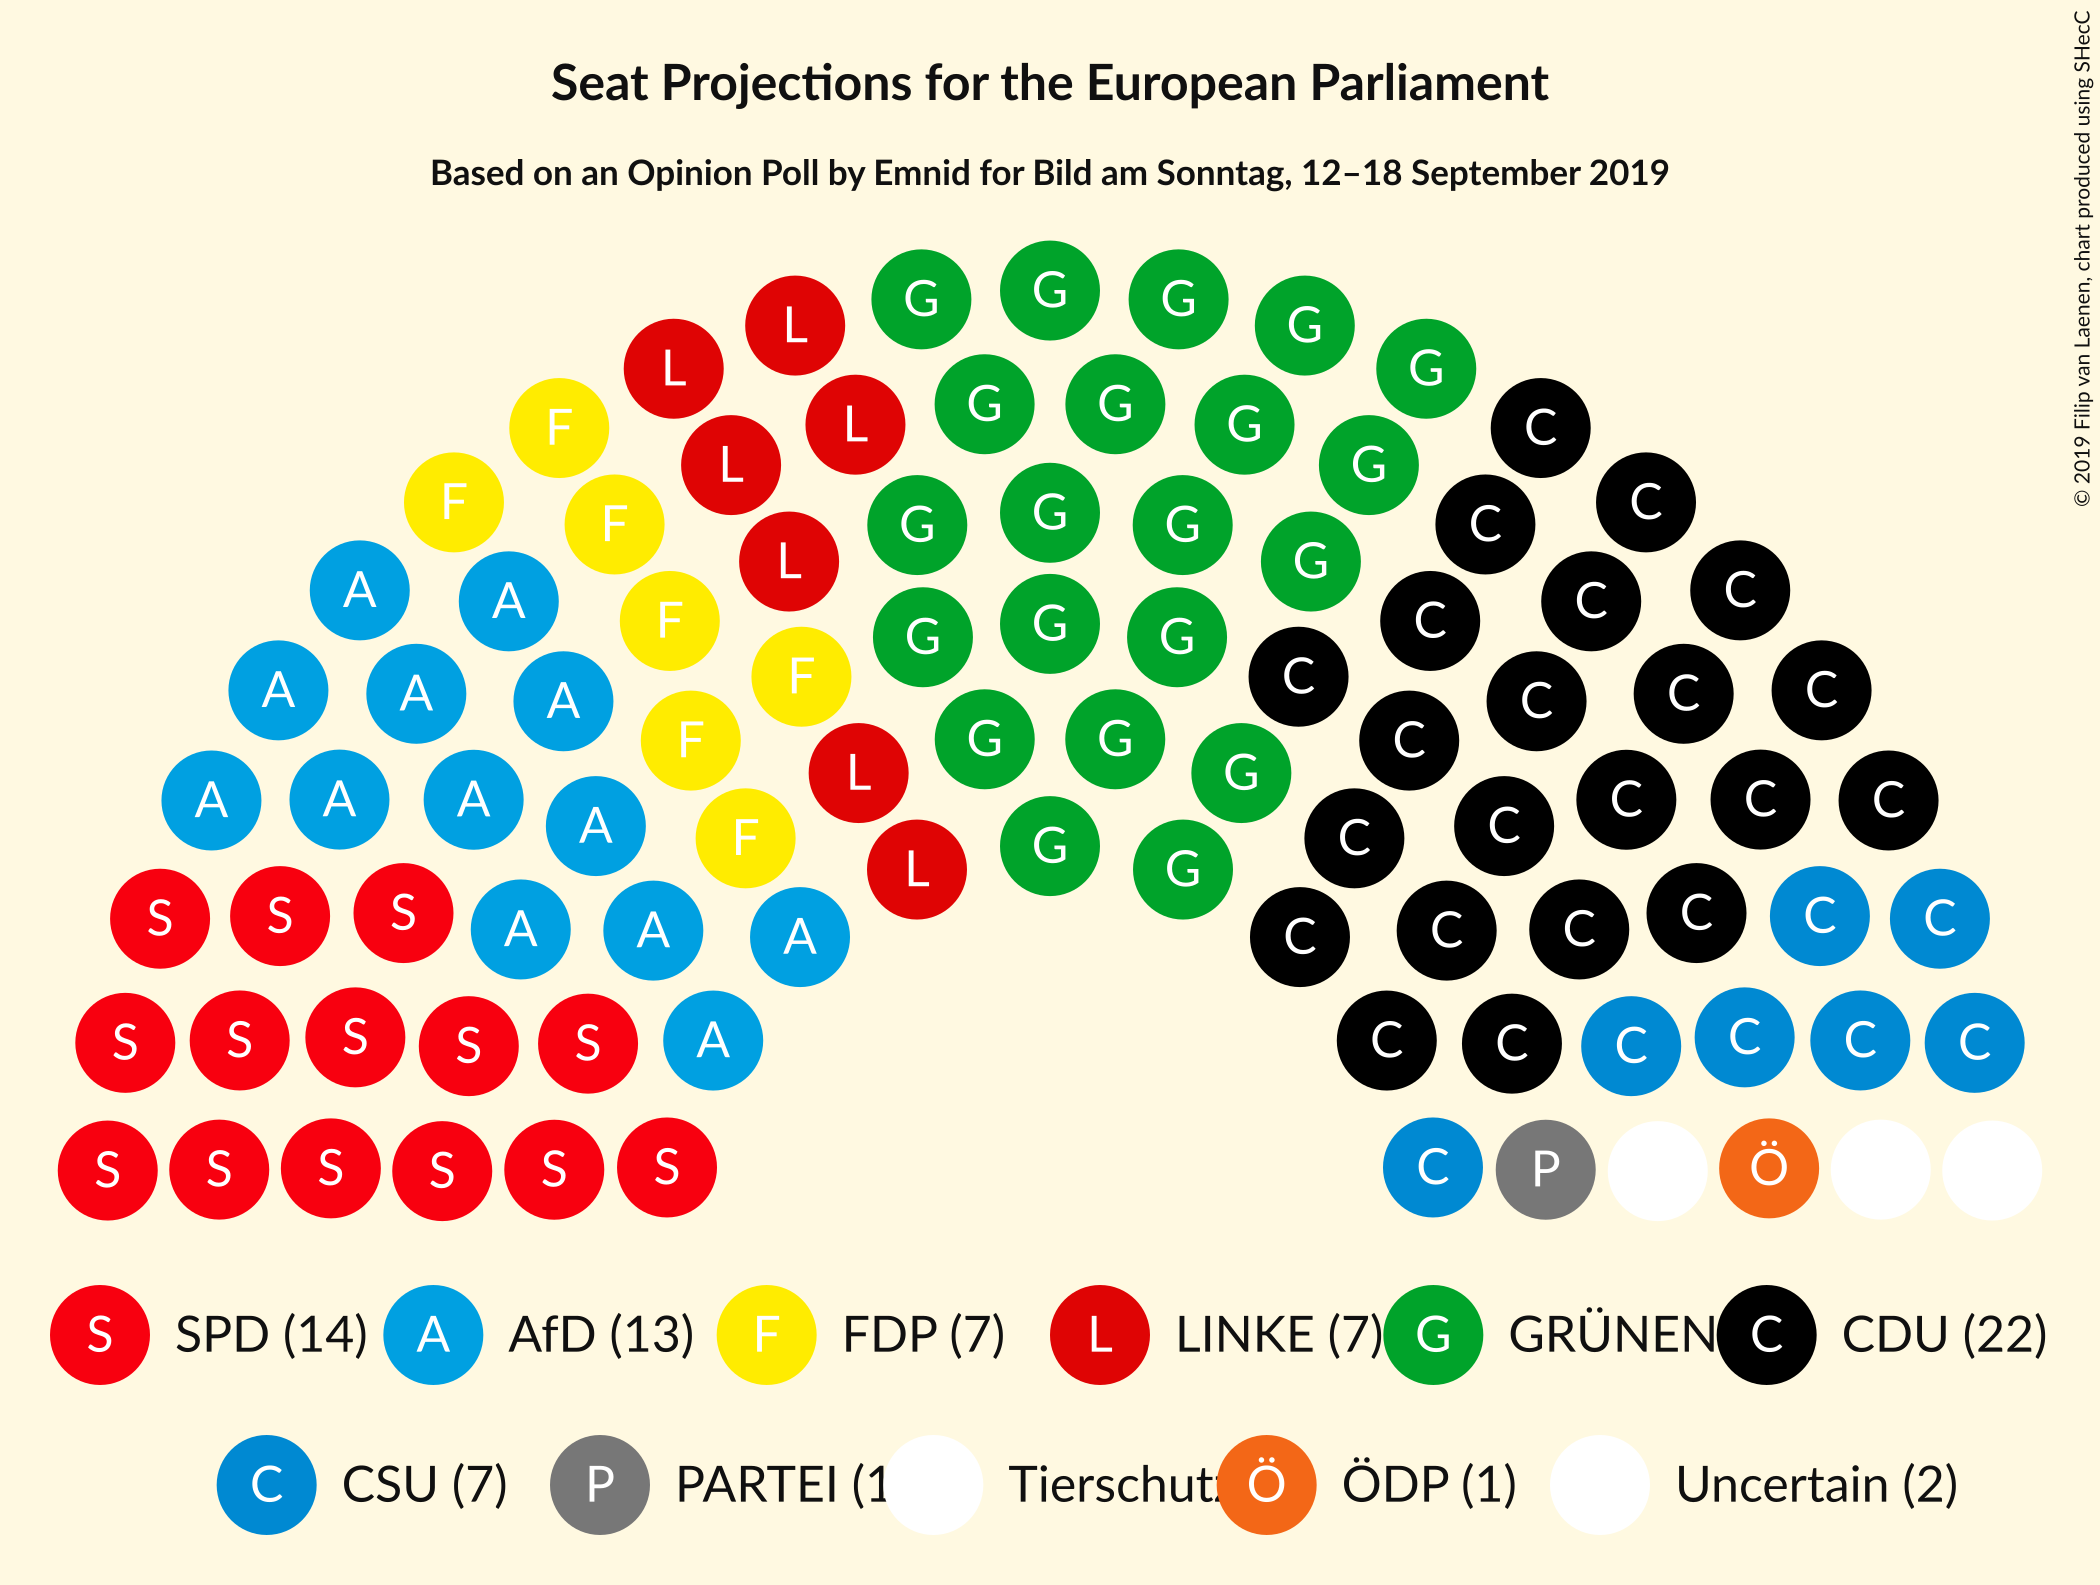 Seat Projections for the European Parliament
Based on an Opinion Poll by Emnid for Bild am Sonntag, 12–18 September 2019
© 2019 Filip van Laenen, chart produced using SHecC
G G G
L G
L G
G G
F L G C
L G
F G C
F G G C
L G
A A C C
F G G G C
A A A F C C C C
F G G C
L G
A A A A C C C C
F G C
L G
S S S A A A C C C C C C
S S S S S A C C C C C C
S S S S S S C P Ö
S SPD (14) A AfD (13) F FDP (7) L LINKE (7) G GRÜNEN C CDU (22)
C CSU (7) P PARTEI (1 Tierschutz Ö ÖDP (1) Uncertain (2)